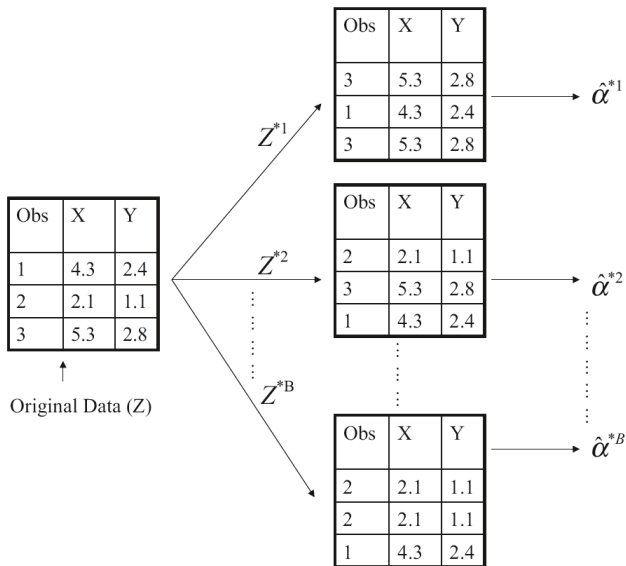 Obs X Y
3 5.3 2.8
1 4.3 2.4
3 5.3 2.8
Z*1
α̂*1
Obs X Y
1 4.3 2.4
2 2.1 1.1
3 5.3 2.8
Original Data (Z)
Z*2
Obs X Y
2 2.1 1.1
3 5.3 2.8
1 4.3 2.4
α̂*2
Z*B
Obs X Y
2 2.1 1.1
2 2.1 1.1
1 4.3 2.4
α̂*B